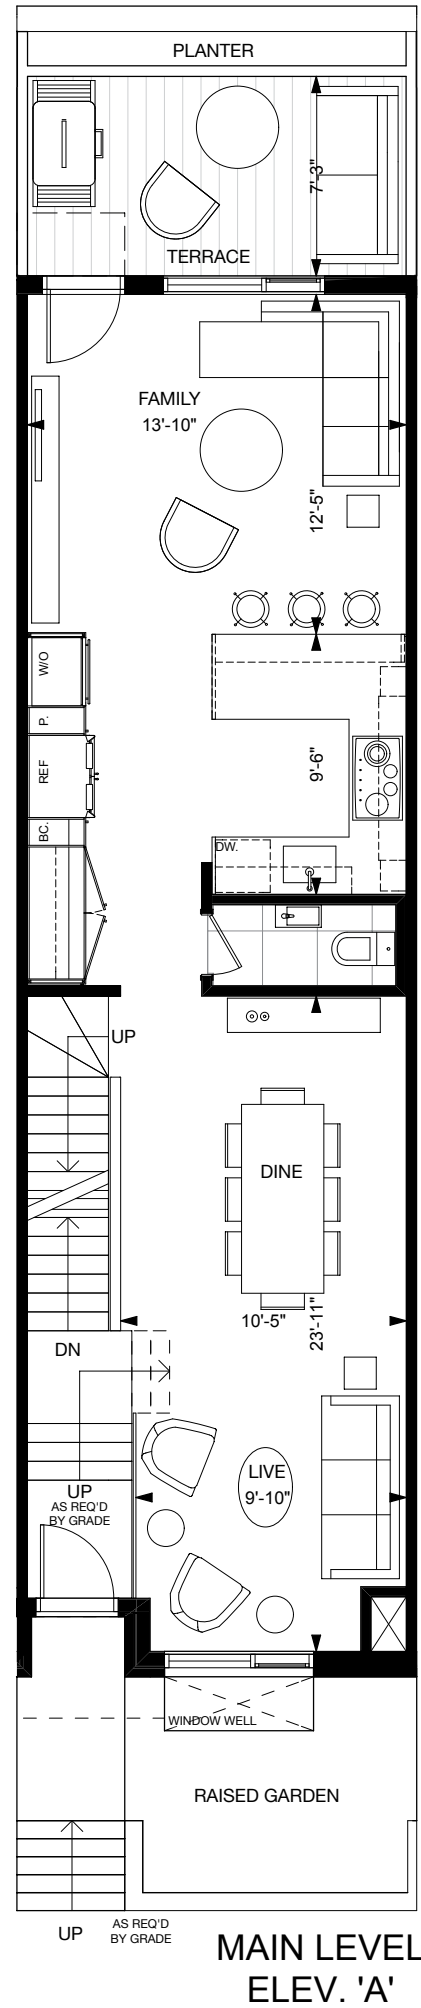 PLANTER
7'-3"
TERRACE
FAMILY
13'-10"
12'-5"
W/O
P.
REF
9'-6"
BC.
DW.
UP
DINE
10'-5"
23'-11"
DN
LIVE
9'-10"
UP
AS REQ'D
BY GRADE
WINDOW WELL
RAISED GARDEN
UP
AS REQ'D
BY GRADE
MAIN LEVEL
ELEV. 'A'